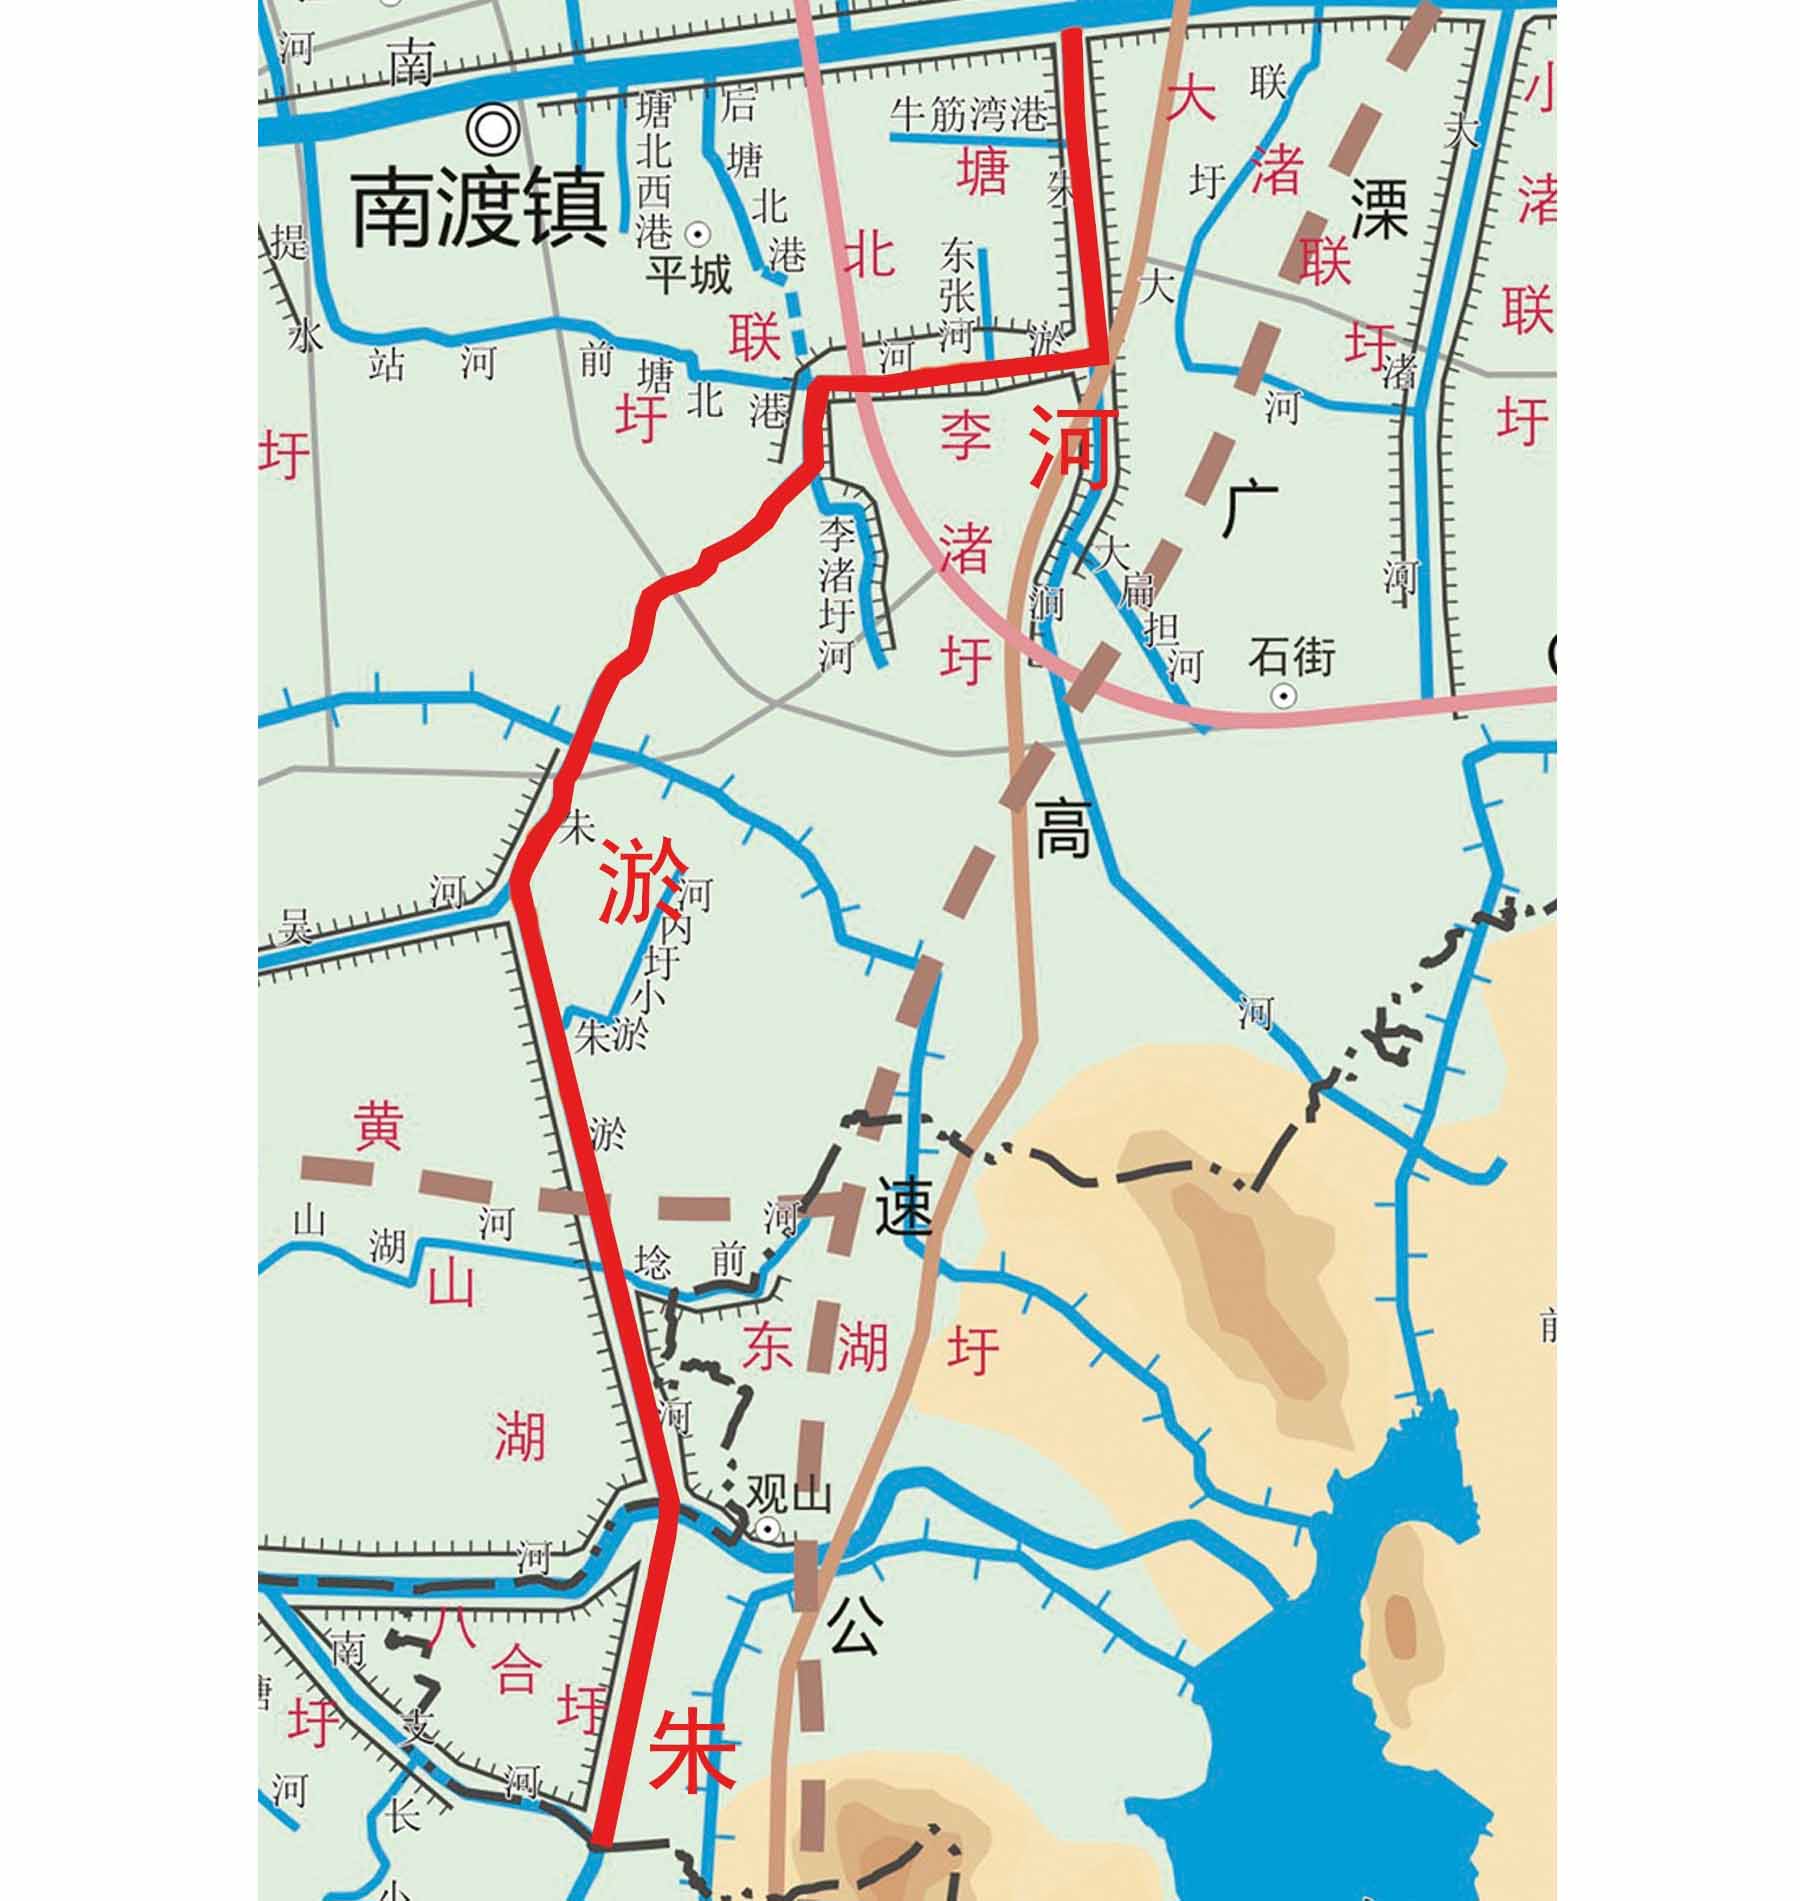 河
南
南渡镇
塘北西港
后塘北港
平城
牛筋湾港
塘
北
联
圩
东张河
朱
淤
河
大
渚
联
圩
联
圩
大
河
溧
广
高
速
公
大
渚
河
小
渚
联
圩
提
水
站
河
前
塘
北
港
圩
李
渚
圩
李渚圩河
河
涧
大扁担河
石街
河
吴
河
朱
淤
河
内
圩
小
朱淤
淤
黄
山
湖
山
湖
河
埝
前
河
东
湖
圩
河
观山
河
八
合
圩
南
支
河
塘
圩
河
长
小
朱
前